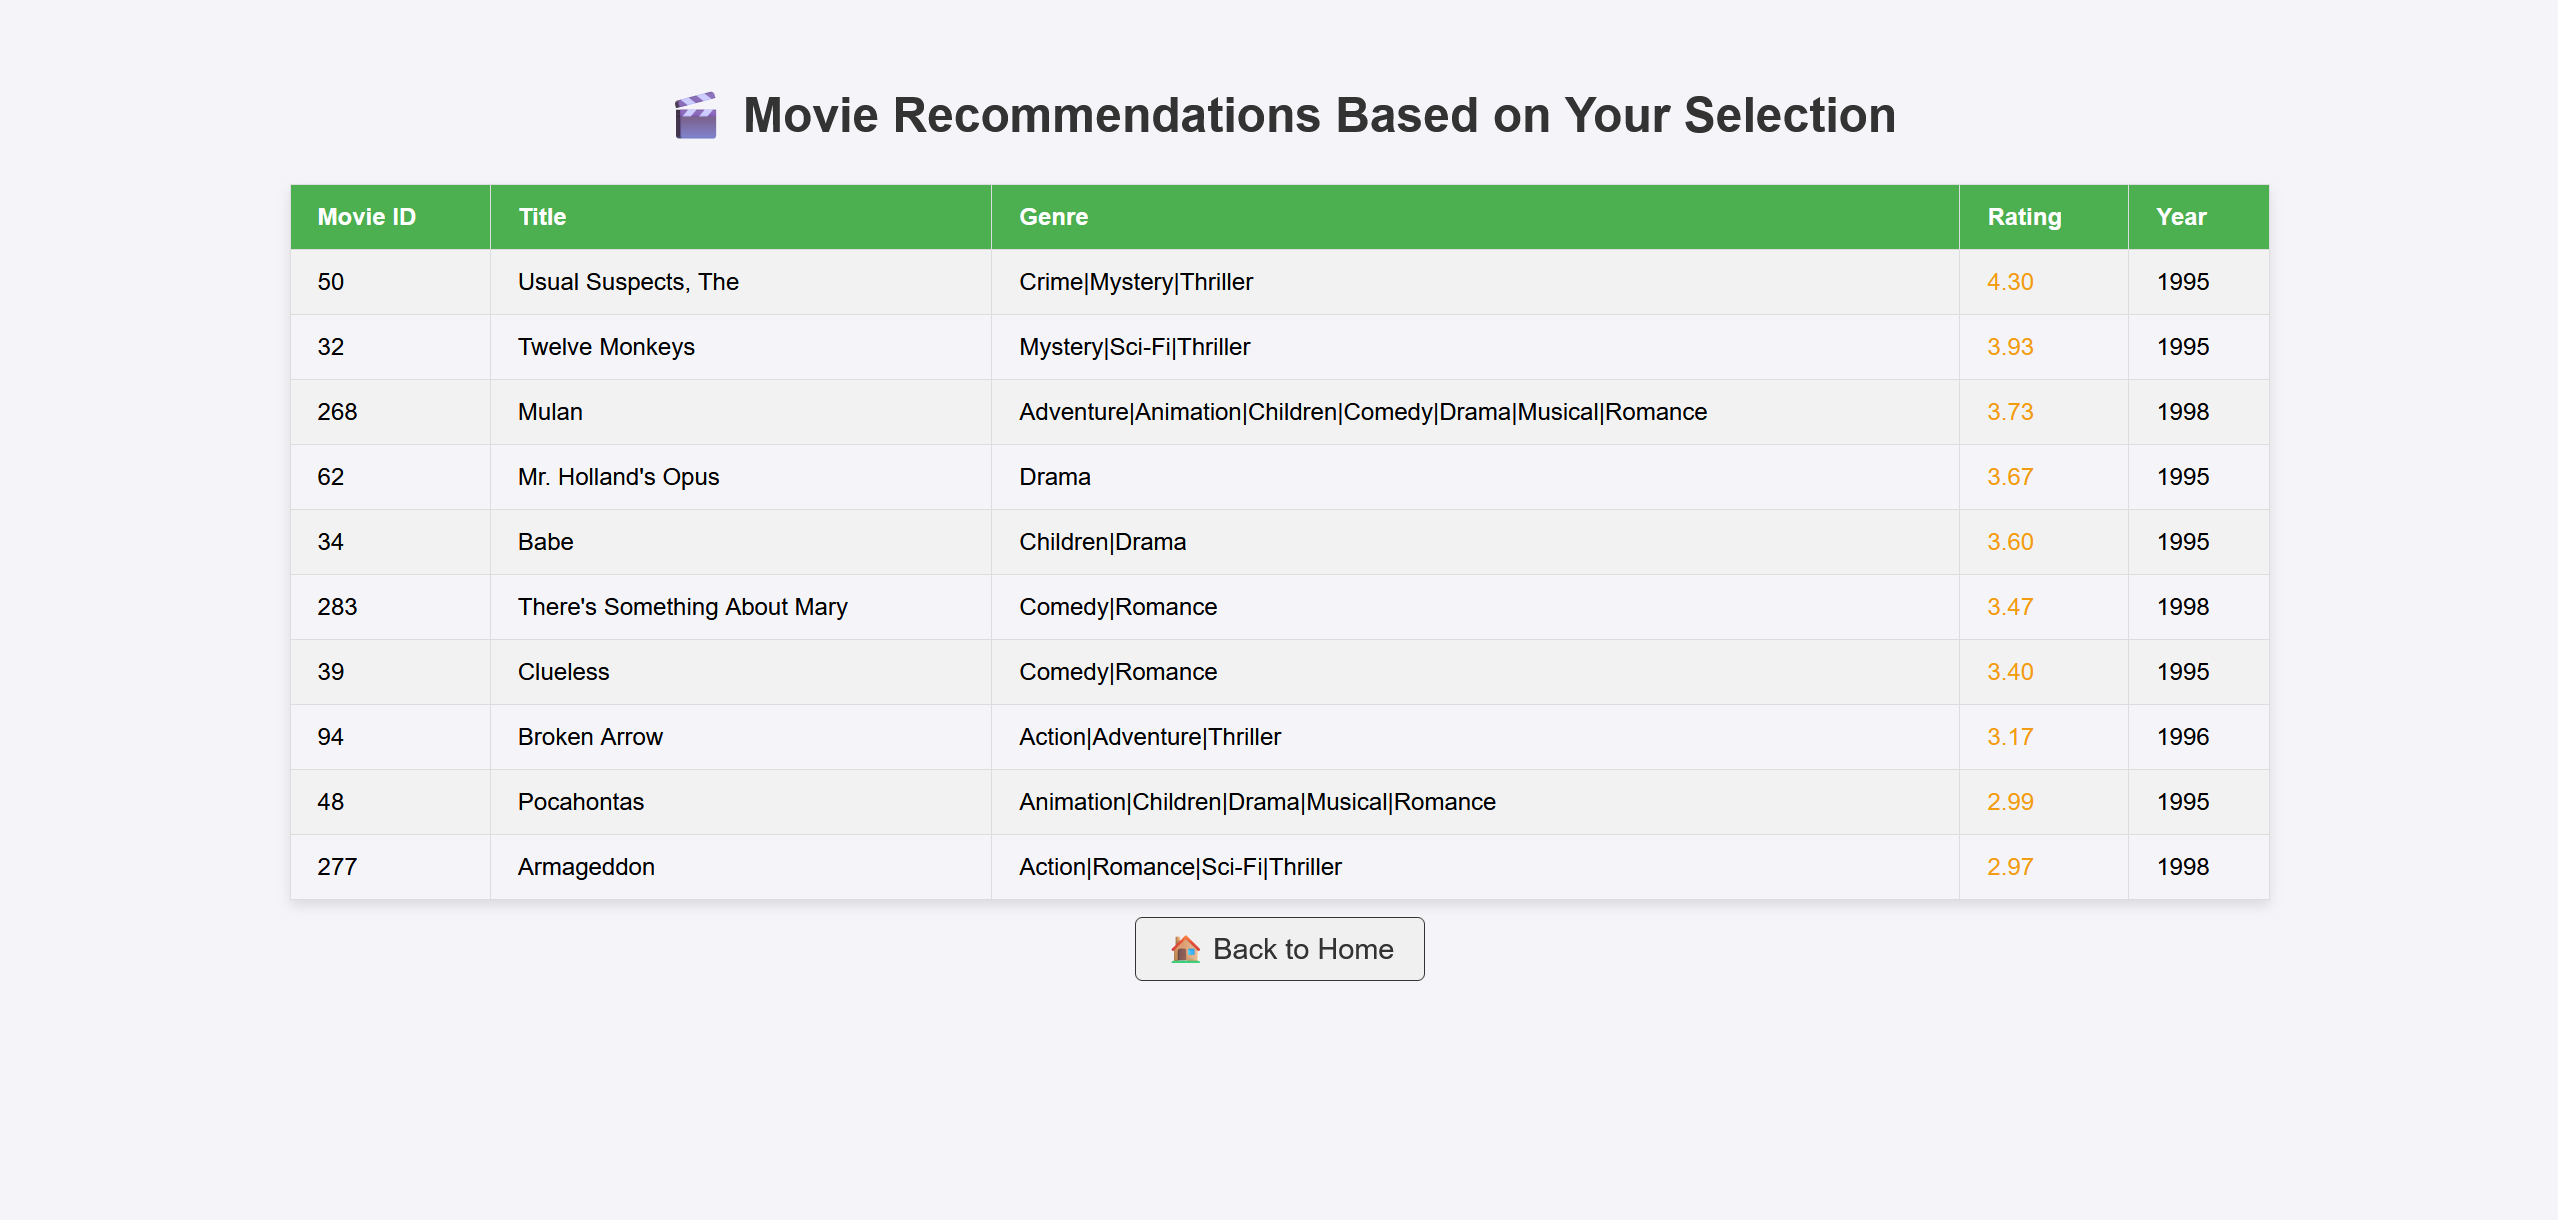 Movie Recommendations Based on Your Selection
Movie ID Title Genre Rating Year
50 Usual Suspects, The Crime|Mystery|Thriller 4.30 1995
32 Twelve Monkeys Mystery|Sci-Fi|Thriller 3.93 1995
268 Mulan Adventure|Animation|Children|Comedy|Drama|Musical|Romance 3.73 1998
62 Mr. Holland's Opus Drama 3.67 1995
34 Babe Children|Drama 3.60 1995
283 There's Something About Mary Comedy|Romance 3.47 1998
39 Clueless Comedy|Romance 3.40 1995
94 Broken Arrow Action|Adventure|Thriller 3.17 1996
48 Pocahontas Animation|Children|Drama|Musical|Romance 2.99 1995
277 Armageddon Action|Romance|Sci-Fi|Thriller 2.97 1998
Back to Home